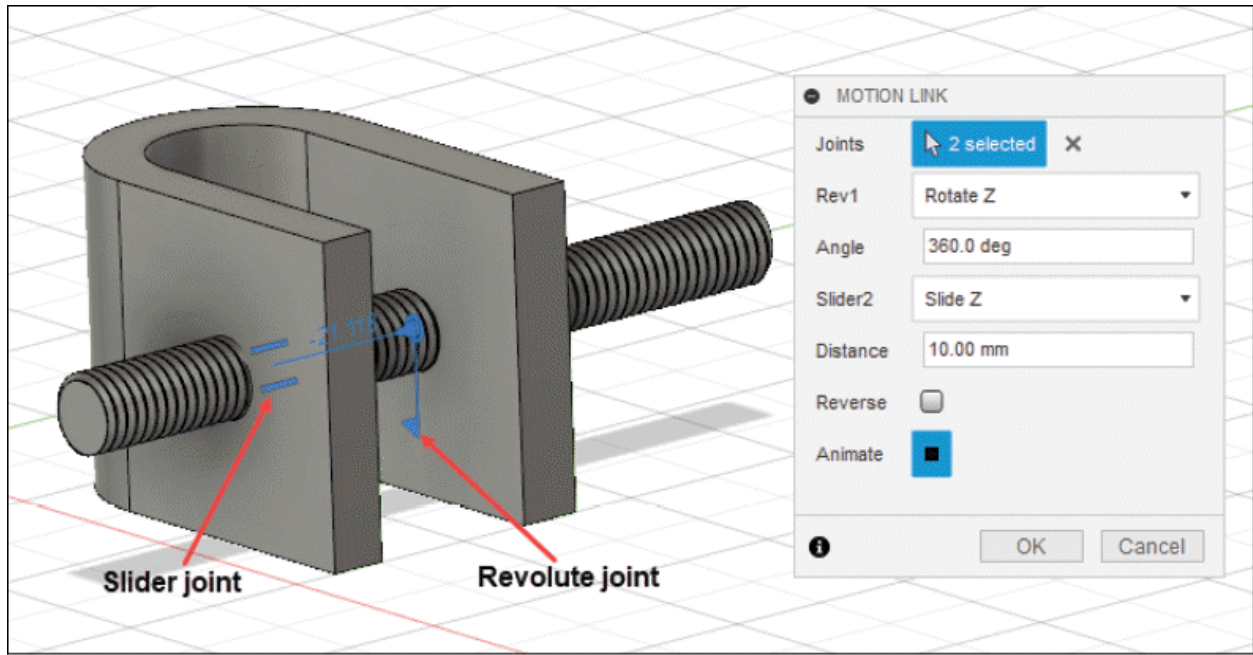 MOTION LINK
Joints 2 selected
Rev1 Rotate Z
Angle 360.0 deg
Slider2 Slide Z
Distance 10.00 mm
Reverse
Animate
OK Cancel
Slider joint
Revolute joint